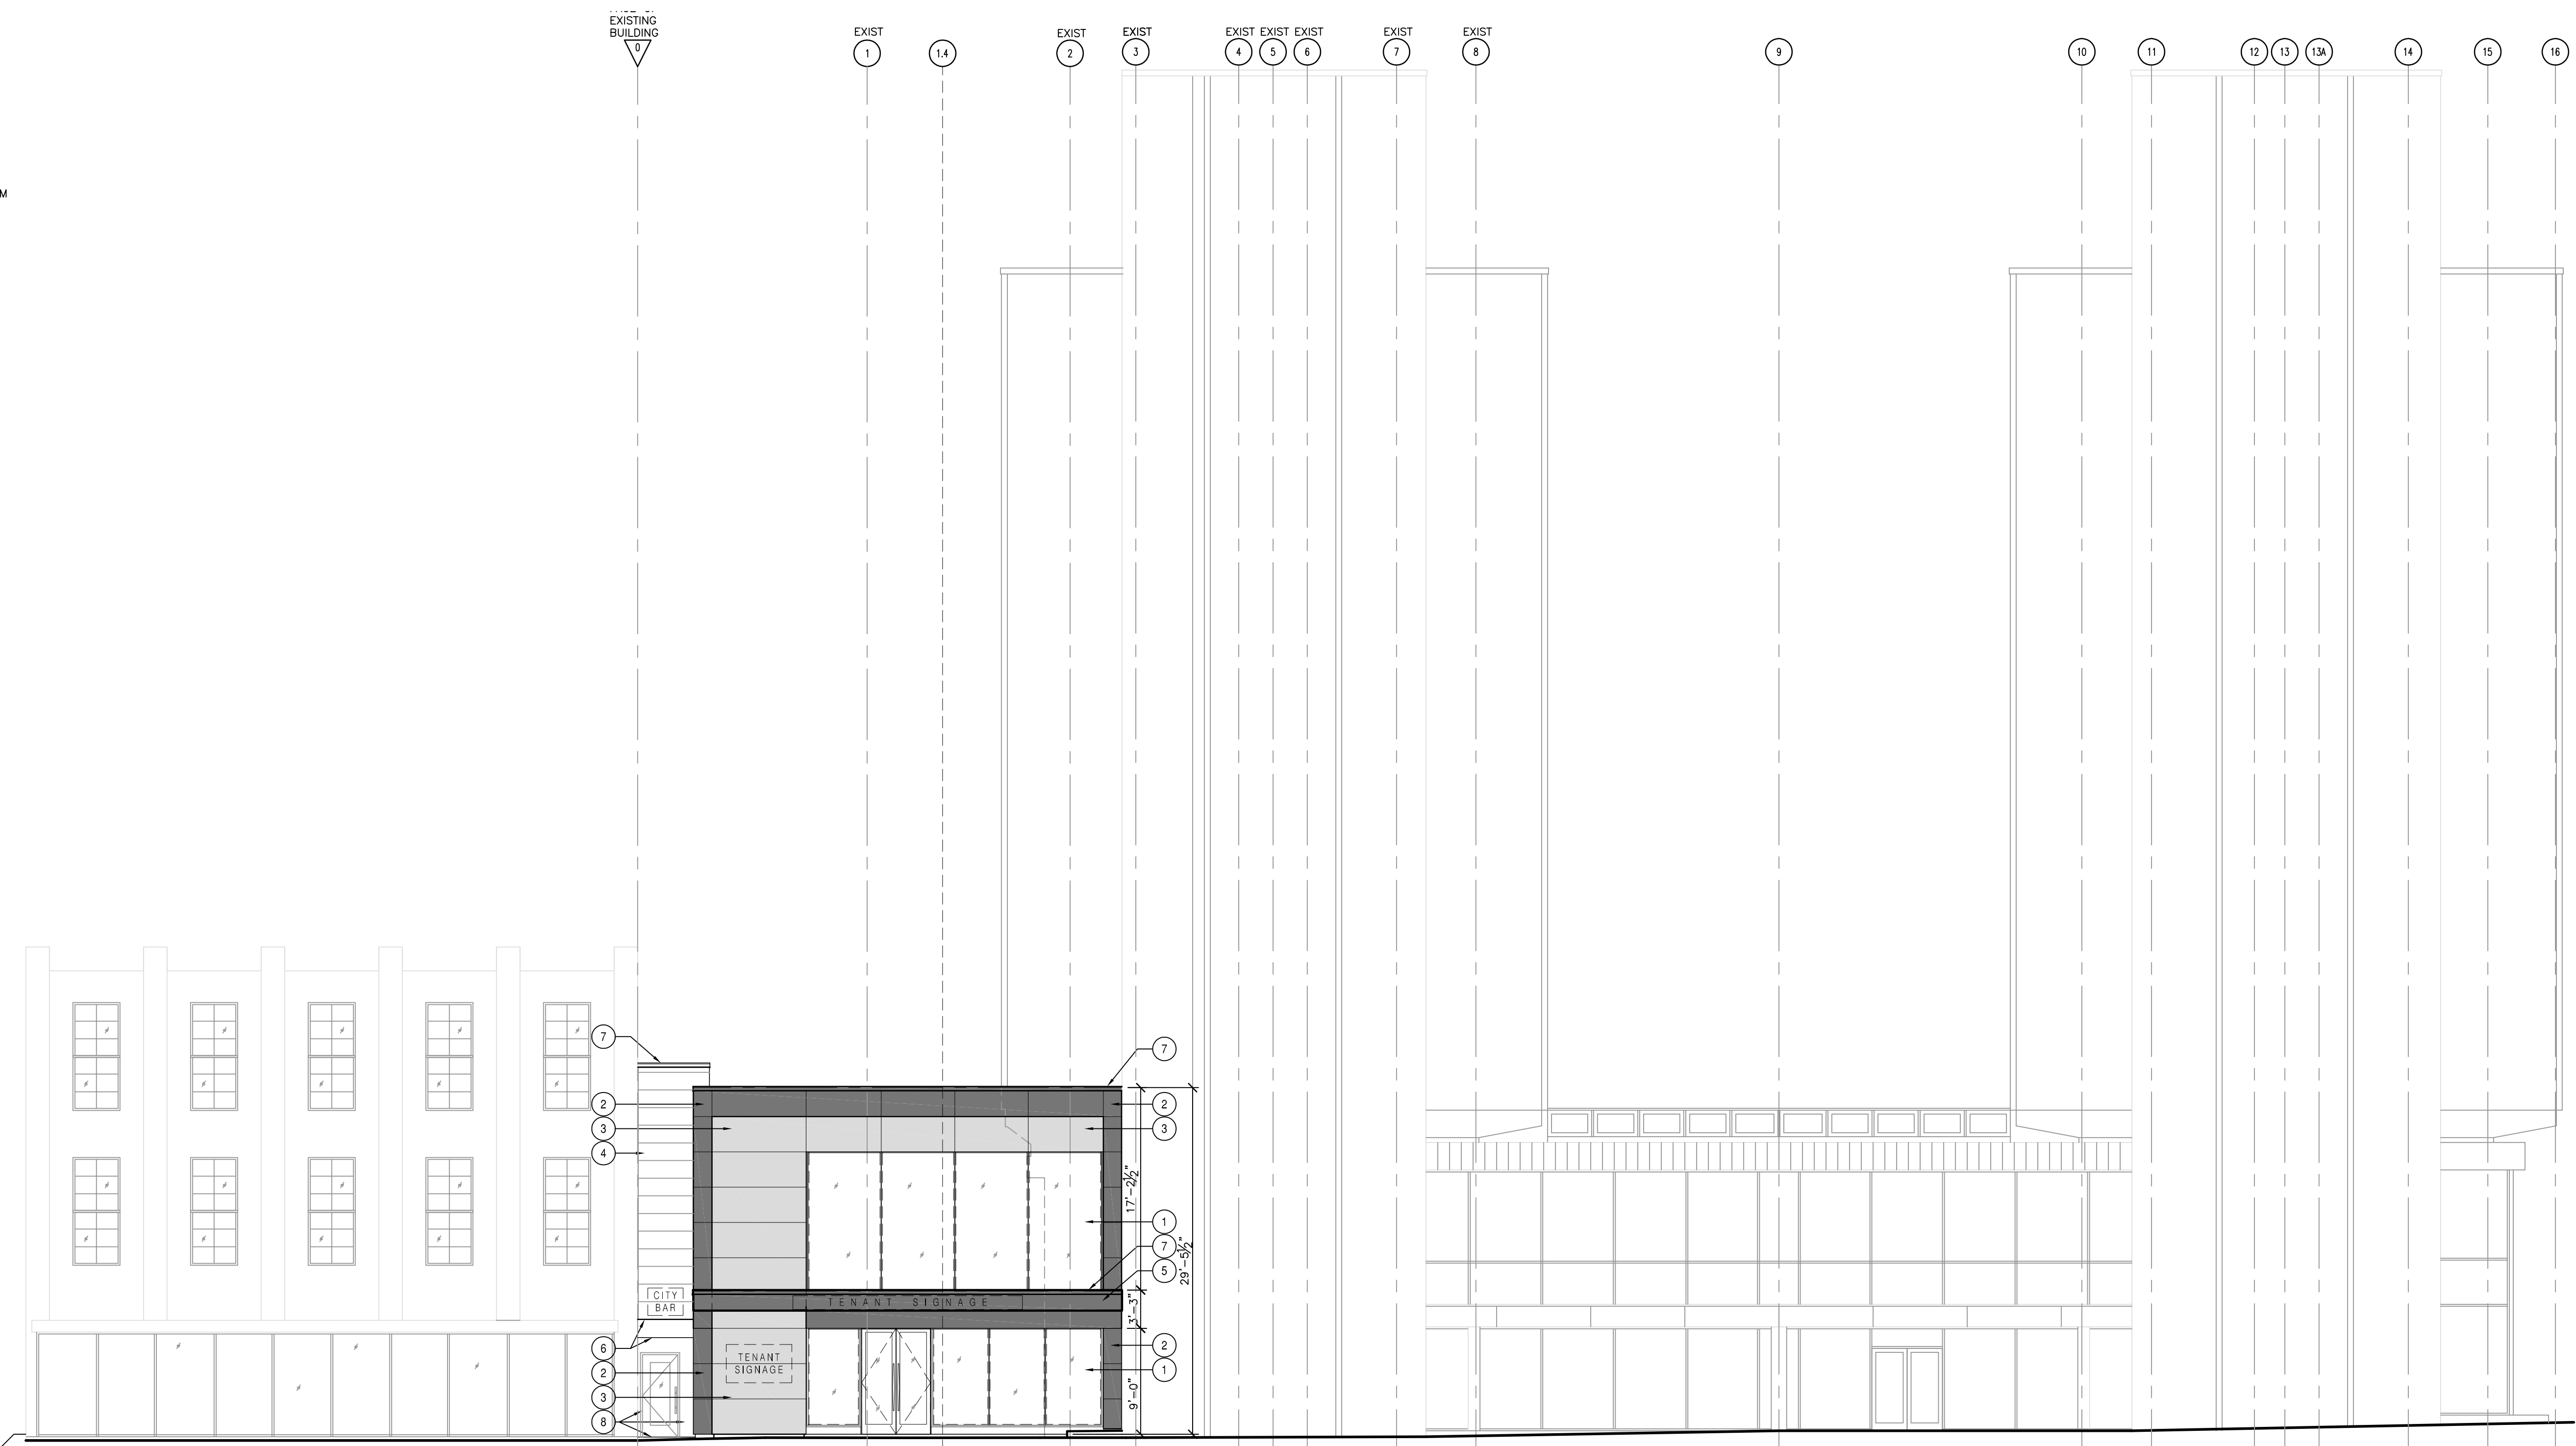 EXISTING
BUILDING
0
EXIST
1
1.4
EXIST
2
EXIST
3
EXIST
4
EXIST
5
EXIST
6
EXIST
7
EXIST
8
9
10
11
12
13
13A
14
15
16
M
7
7
2
2
3
3
4
17'-2½"
1
7
29'-5½"
5
CITY
BAR
TENANT SIGNAGE
3'-3"
6
2
TENANT
SIGNAGE
1
2
9'-0"
3
8